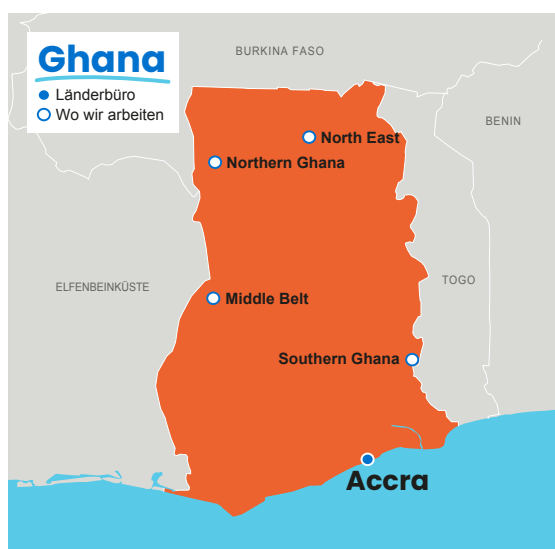 Ghana
Länderbüro
Wo wir arbeiten
BURKINA FASO
BENIN
North East
Northern Ghana
TOGO
ELFENBEINKÜSTE
Middle Belt
Southern Ghana
Accra